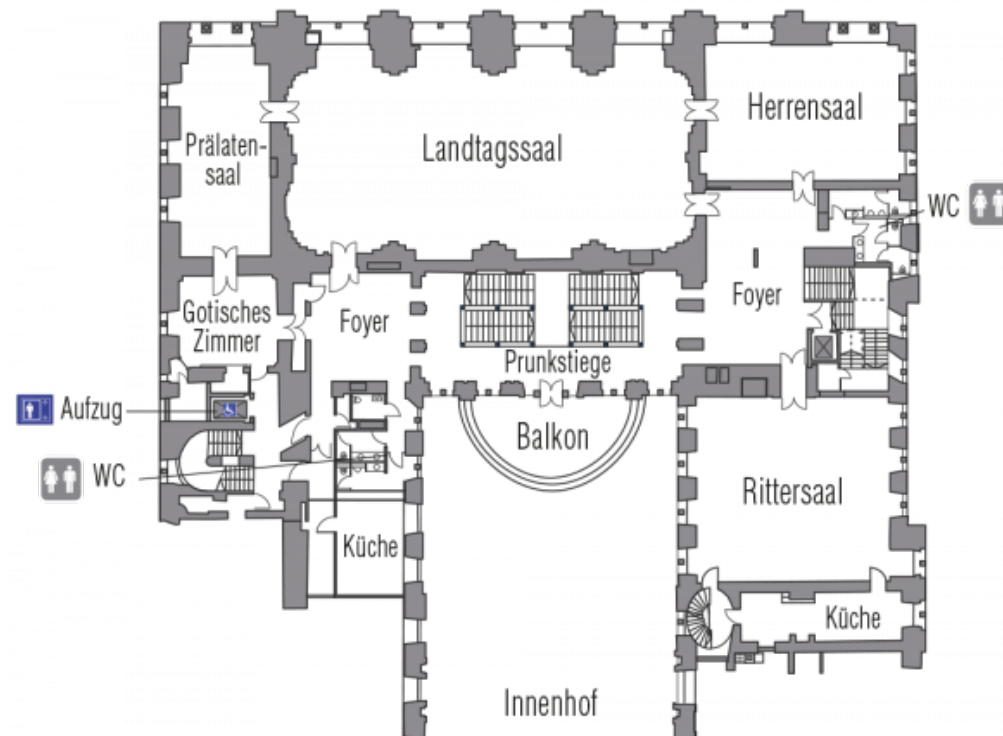 Prälaten-
saal
Landtagssaal
Herrensaal
WC
Gotisches
Zimmer
Foyer
Foyer
Prunkstiege
Aufzug
Balkon
WC
Rittersaal
Küche
Küche
Innenhof